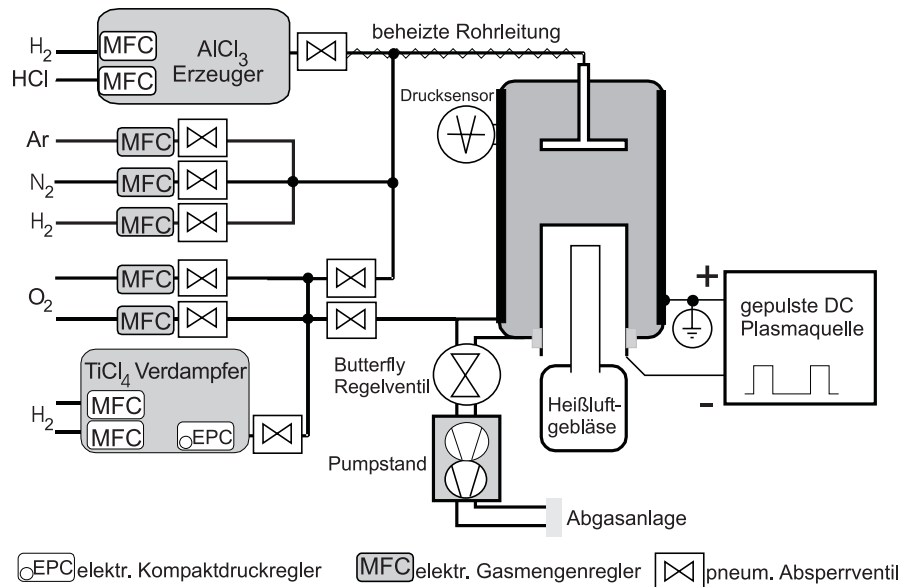 H2
HCl
MFC
MFC
AlCl3
Erzeuger
beheizte Rohrleitung
Drucksensor
Ar
MFC
N2
MFC
H2
MFC
O2
MFC
MFC
TiCl4 Verdampfer
H2
MFC
MFC
EPC
Butterfly
Regelventil
Pumpstand
Heißluft-
gebläse
+
-
gepulste DC
Plasmaquelle
Abgasanlage
EPC elektr. Kompaktdruckregler
MFC elektr. Gasmengenregler
pneum. Absperrventil